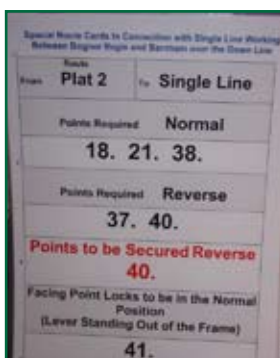 Special Route Cards In Connection with Single Line Working
Between Bognor Regis and Barnham over the Down Line
Route
From Plat 2 To Single Line
Points Required Normal
18. 21. 38.
Points Required Reverse
37. 40.
Points to be Secured Reverse
40.
Facing Point Locks to be in the Normal
Position
(Lever Standing Out of the Frame)
41.